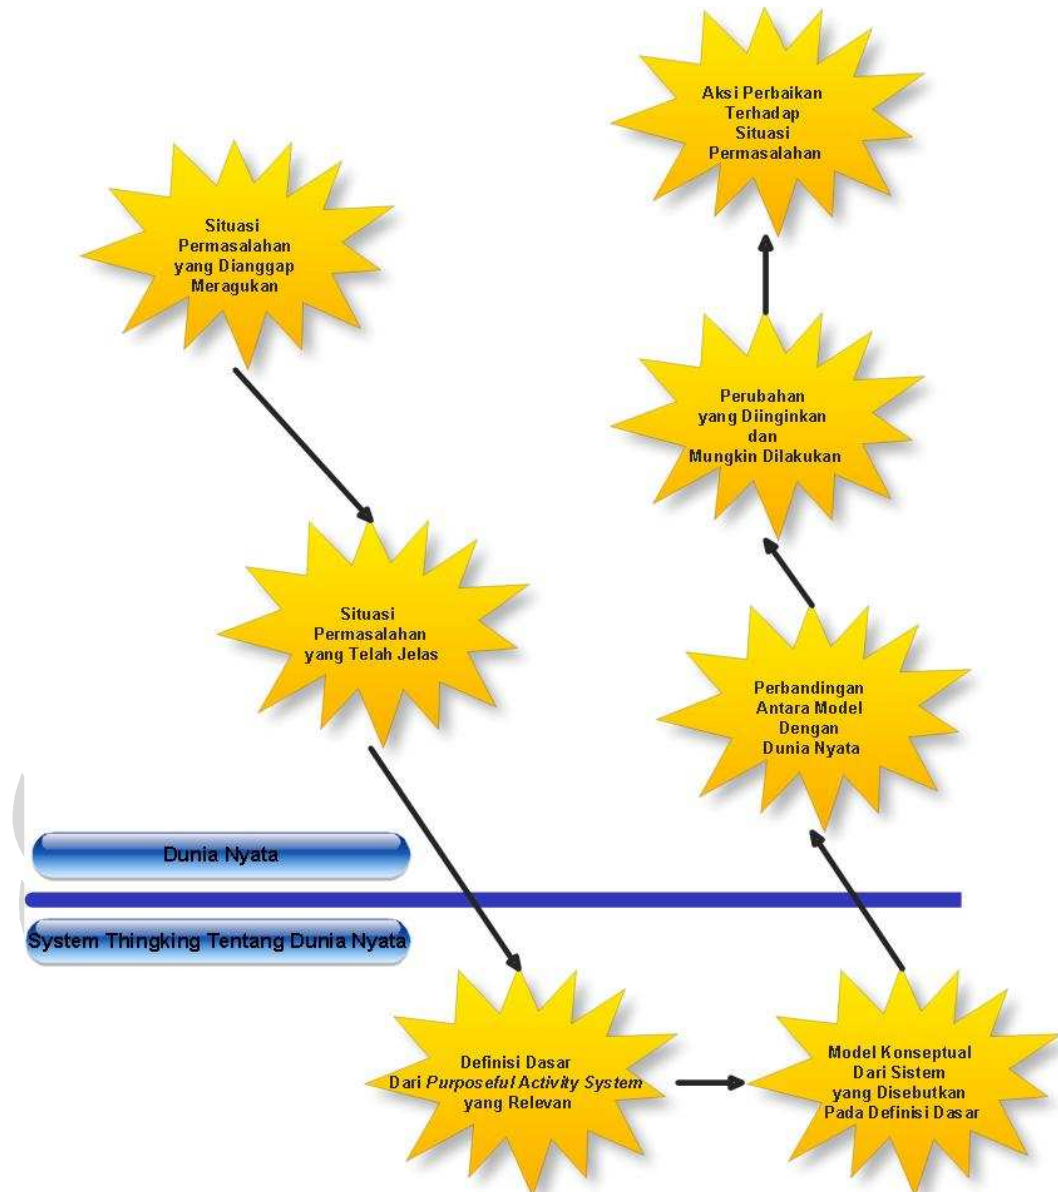 Situasi
Permasalahan
yang Dianggap
Meragukan
Situasi
Permasalahan
yang Telah Jelas
Dunia Nyata
System Thingking Tentang Dunia Nyata
Definisi Dasar
Dari Purposeful Activity System
yang Relevan
Model Konseptual
Dari Sistem
yang Disebutkan
Pada Definisi Dasar
Perbandingan
Antara Model
Dengan
Dunia Nyata
Perubahan
yang Diinginkan
dan
Mungkin Dilakukan
Aksi Perbaikan
Terhadap
Situasi
Permasalahan